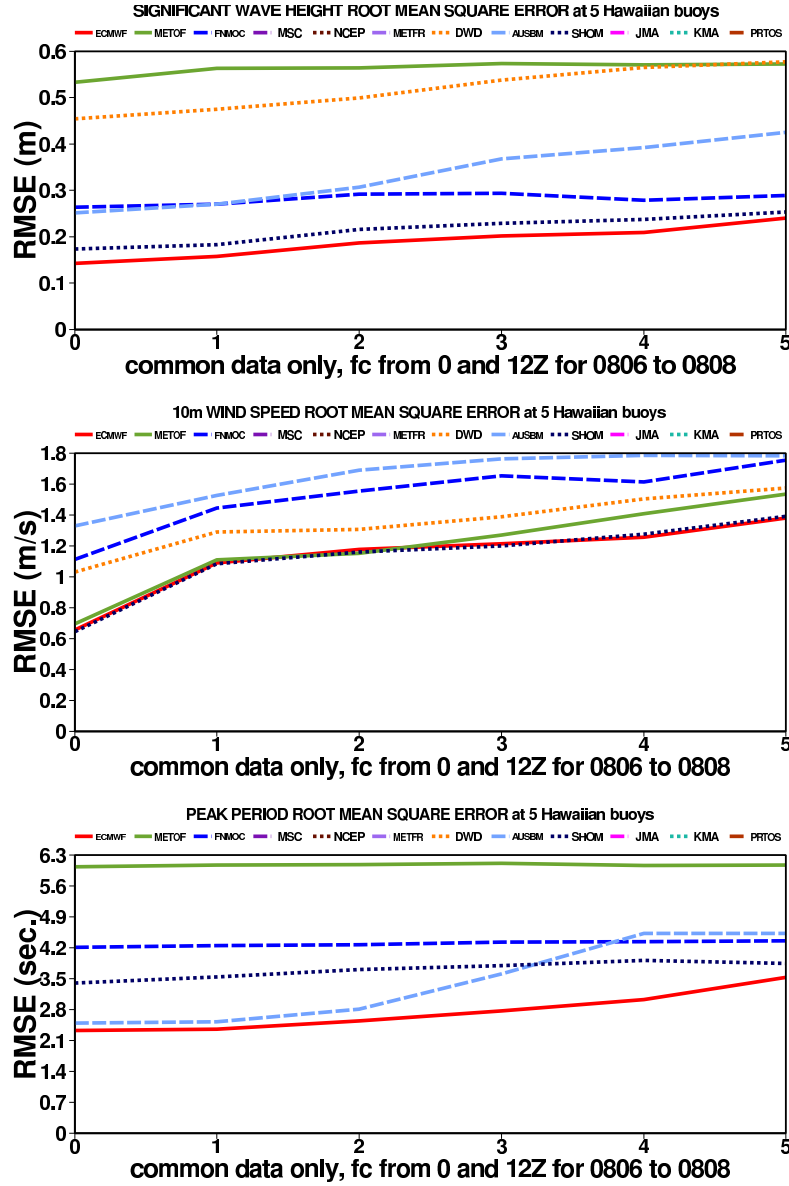 SIGNIFICANT WAVE HEIGHT ROOT MEAN SQUARE ERROR at 5 Hawaiian buoys
ECMWF METOF FNMOC MSC NCEP METFR DWD AUSBM SHOM JMA KMA PRTOS
RMSE (m)
0.6
0.5
0.4
0.3
0.2
0.1
0
0 1 2 3 4 5
common data only, fc from 0 and 12Z for 0806 to 0808
10m WIND SPEED ROOT MEAN SQUARE ERROR at 5 Hawaiian buoys
ECMWF METOF FNMOC MSC NCEP METFR DWD AUSBM SHOM JMA KMA PRTOS
RMSE (m/s)
1.8
1.6
1.4
1.2
1
0.8
0.6
0.4
0.2
0
0 1 2 3 4 5
common data only, fc from 0 and 12Z for 0806 to 0808
PEAK PERIOD ROOT MEAN SQUARE ERROR at 5 Hawaiian buoys
ECMWF METOF FNMOC MSC NCEP METFR DWD AUSBM SHOM JMA KMA PRTOS
RMSE (sec.)
6.3
5.6
4.9
4.2
3.5
2.8
2.1
1.4
0.7
0
0 1 2 3 4 5
common data only, fc from 0 and 12Z for 0806 to 0808